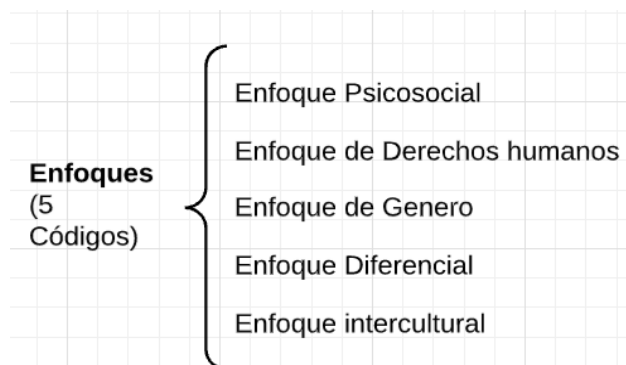 Enfoques
(5
Códigos)
Enfoque Psicosocial
Enfoque de Derechos humanos
Enfoque de Genero
Enfoque Diferencial
Enfoque intercultural